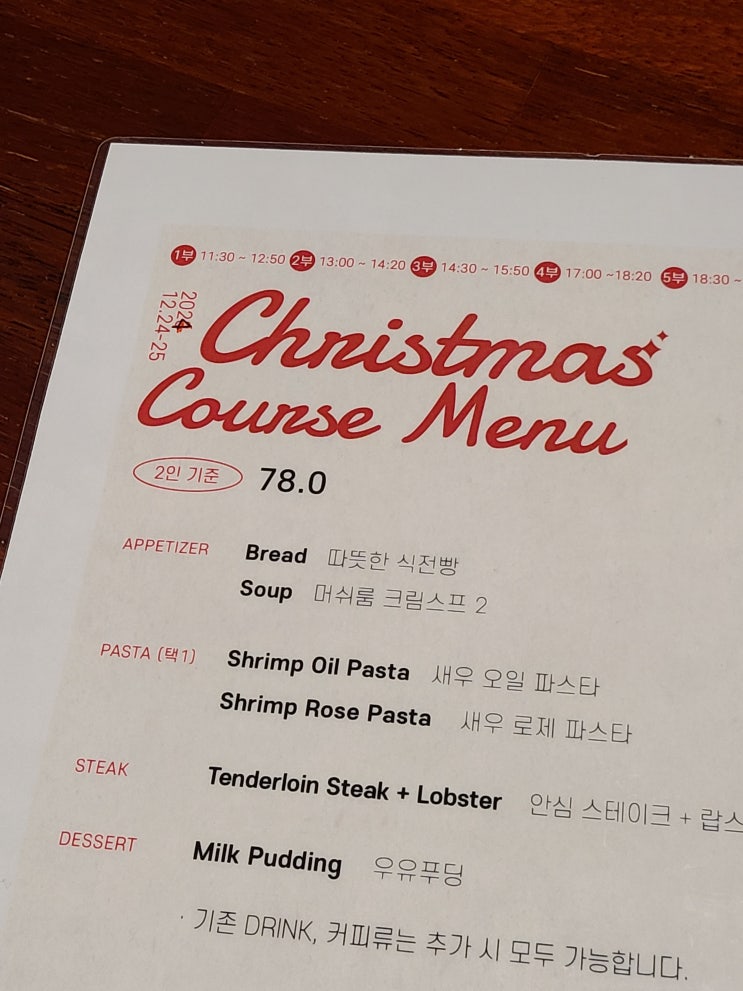 1부 11:30 ~ 12:50 2부 13:00 ~ 14:20 3부 14:30 ~ 15:50 4부 17:00 ~18:20 5부 18:30 ~
2024
12.24-25
Christmas
Course Menu
2인 기준 78.0
APPETIZER Bread 따뜻한 식전빵
Soup 머쉬룸 크림스프 2
PASTA (택1) Shrimp Oil Pasta 새우 오일 파스타
Shrimp Rose Pasta 새우 로제 파스타
STEAK Tenderloin Steak + Lobster 안심 스테이크 + 랍스
DESSERT Milk Pudding 우유푸딩
· 기존 DRINK, 커피류는 추가 시 모두 가능합니다.